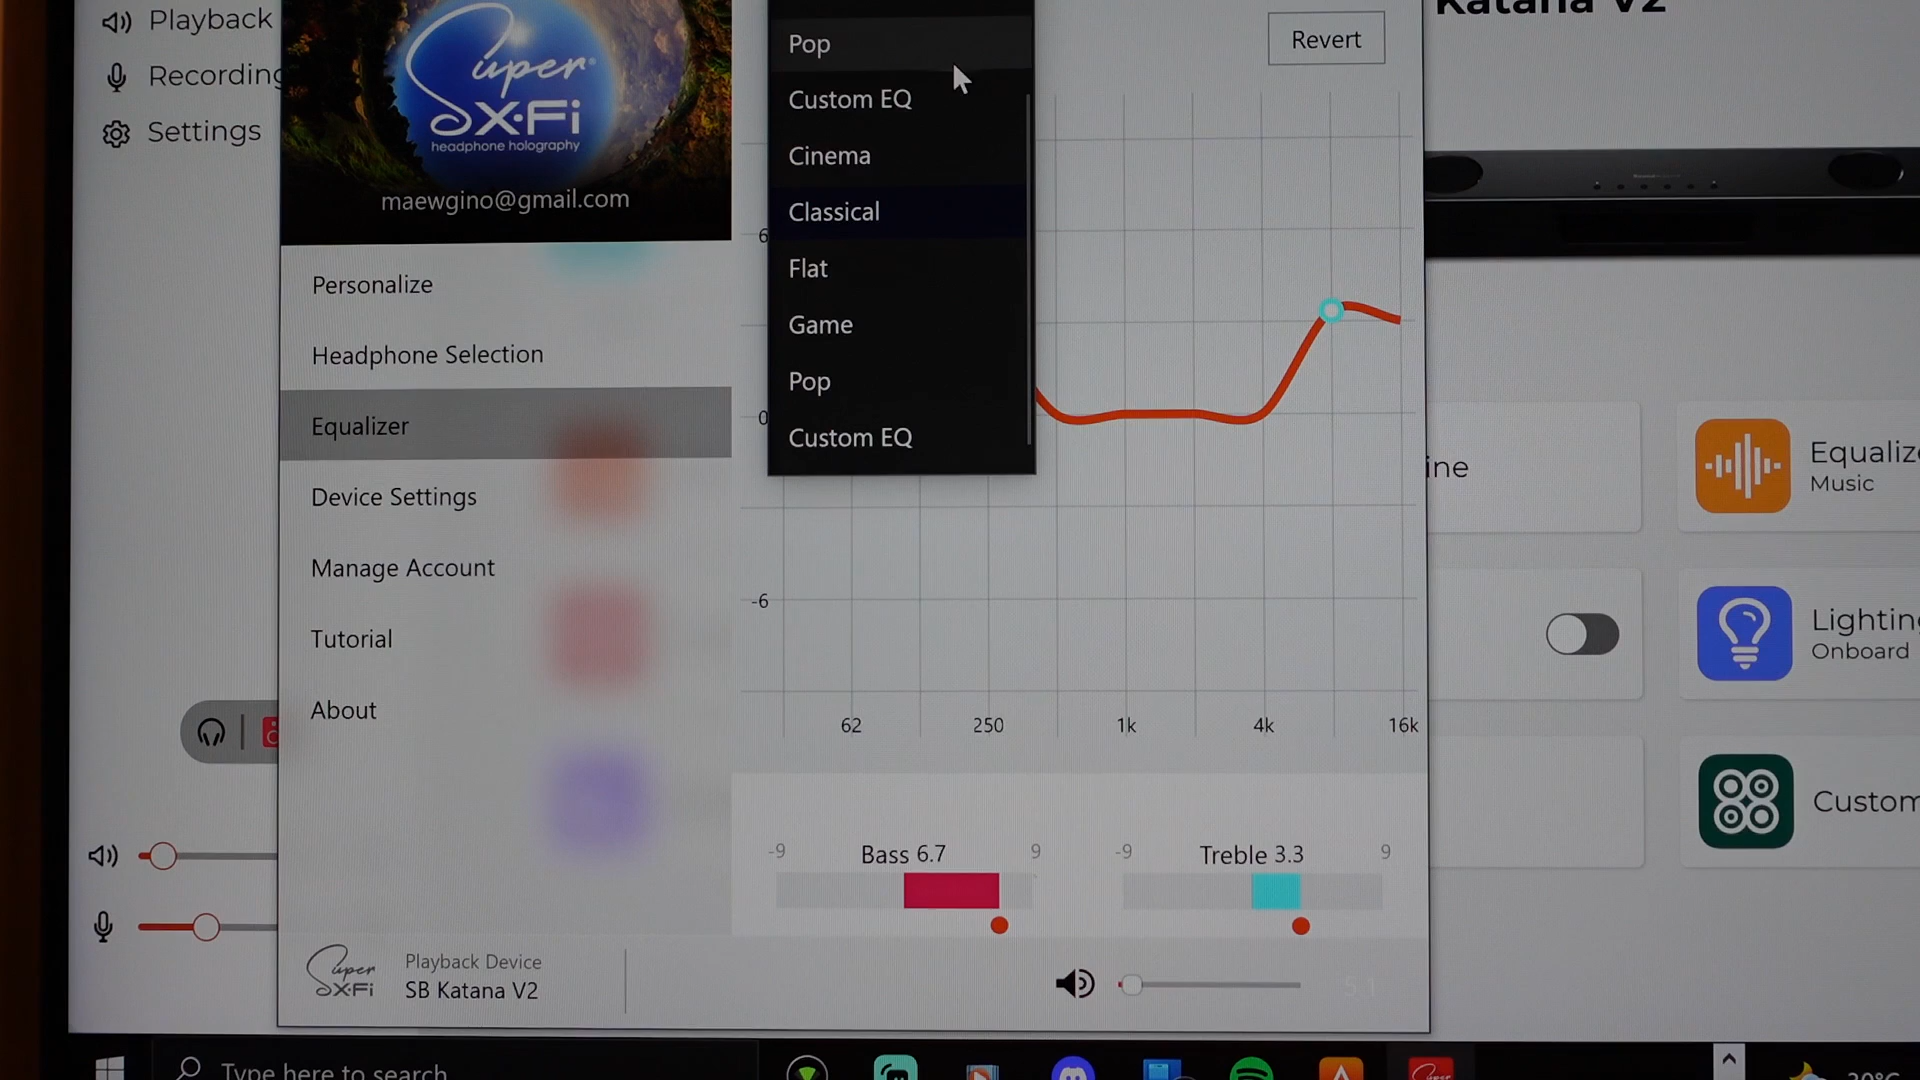 Playback
Recording
Settings
Super
X-Fi
headphone holography
maewgino@gmail.com
Personalize
Headphone Selection
Equalizer
Device Settings
Manage Account
Tutorial
About
Pop
Custom EQ
Cinema
Classical
Flat
Game
Pop
Custom EQ
Revert
6
0
-6
62 250 1k 4k 16k
-9 Bass 6.7 9
-9 Treble 3.3 9
Super
X-Fi
Playback Device
SB Katana V2
5.1
Katana V2
ine
Equaliz
Music
Lightin
Onboard
Custom
Type here to search
20°C